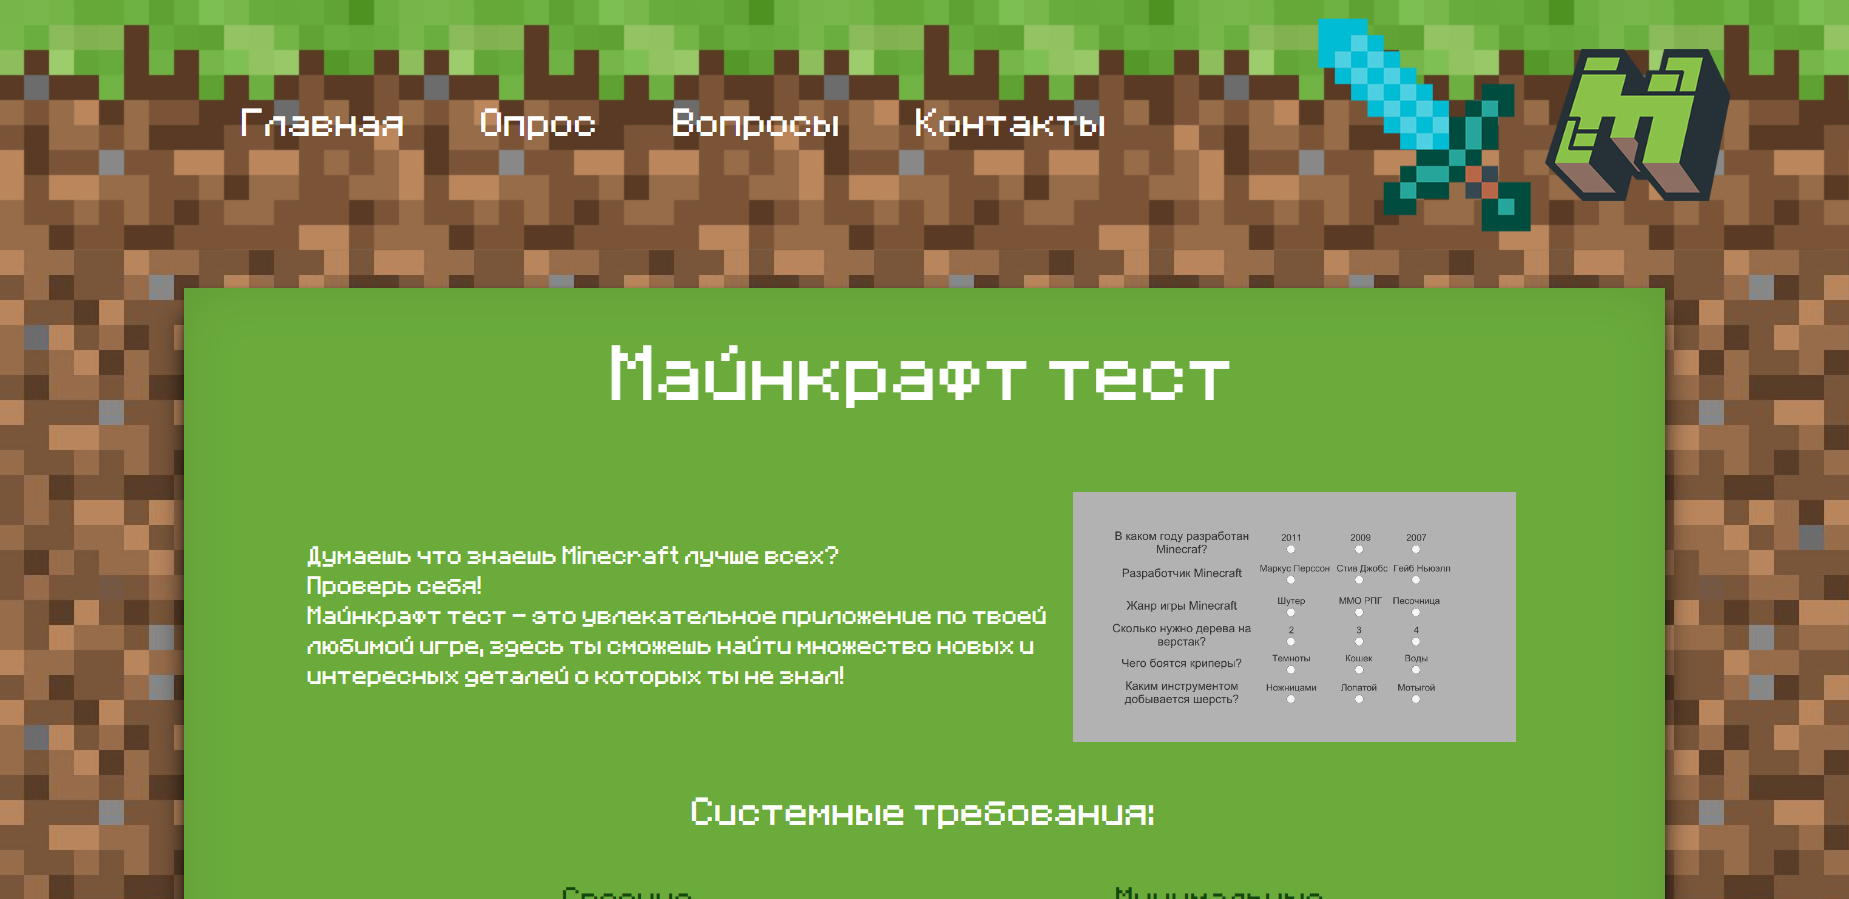 Главная Опрос Вопросы Контакты
Майнкрафт тест
Думаешь что знаешь Minecraft лучше всех?
Проверь себя!
Майнкрафт тест - это увлекательное приложение по твоей
любимой игре, здесь ты сможешь найти множество новых и
интересных деталей о которых ты не знал!
В каком году разработан
Minecraf?
2011 2009 2007
Разработчик Minecraft
Маркус Перссон Стив Джобс Гейб Ньюэлл
Жанр игры Minecraft
Шутер ММО РПГ Песочница
Сколько нужно дерева на
верстак?
2 3 4
Чего боятся криперы?
Темноты Кошек Воды
Каким инструментом
добывается шерсть?
Ножницами Лопатой Мотыгой
Системные требования: